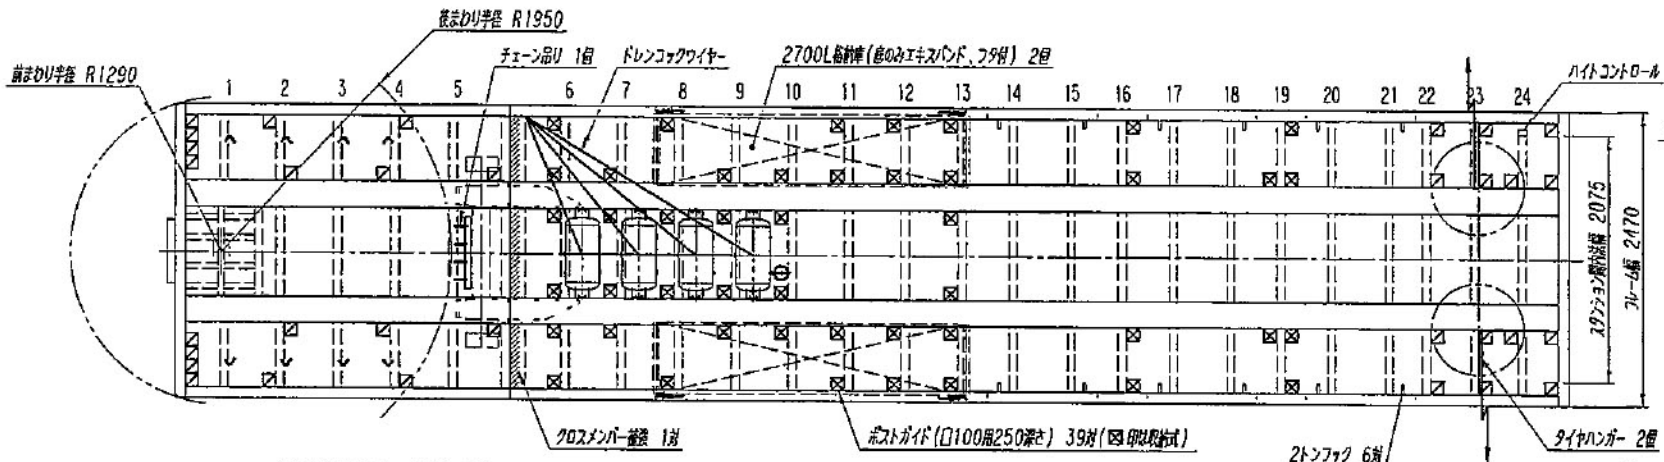 後まわり半径 R1950
前まわり半径 R1290
チェーン吊り 1個
ドレンコックワイヤー
2700L格納庫(底のみエキスパンド、フタ付) 2個
ハイトコントロール
1 2 3 4 5 6 7 8 9 10 11 12 13 14 15 16 17 18 19 20 21 22 23 24
スタンション間内法幅 2075
フレーム幅 2470
クロスメンバー補強 1対
ポストガイド(口100用250深さ) 39対(印は収納式)
2トンフック 6対
タイヤハンガー 2個